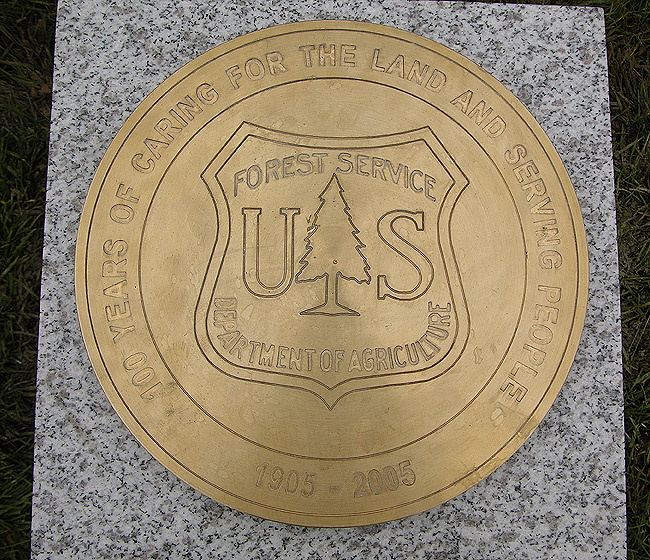 100 YEARS OF CARING FOR THE LAND AND SERVING PEOPLE
FOREST SERVICE
U S
DEPARTMENT OF AGRICULTURE
1905 - 2005